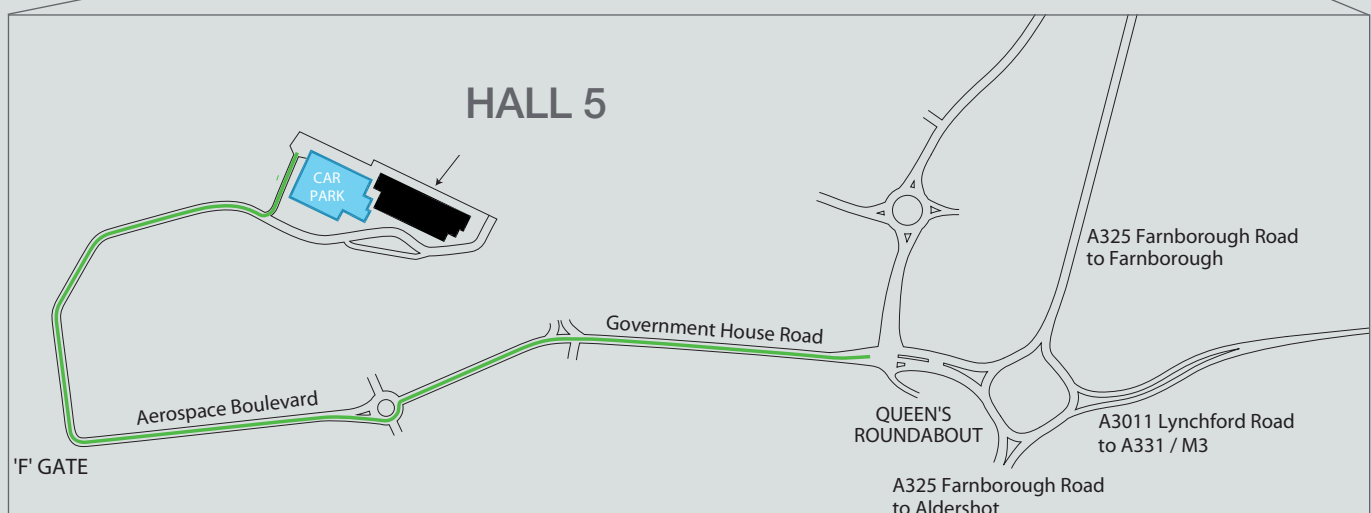 HALL 5
CAR
PARK
A325 Farnborough Road
to Farnborough
Government House Road
Aerospace Boulevard
QUEEN'S
ROUNDABOUT
A3011 Lynchford Road
to A331 / M3
'F' GATE
A325 Farnborough Road
to Aldershot